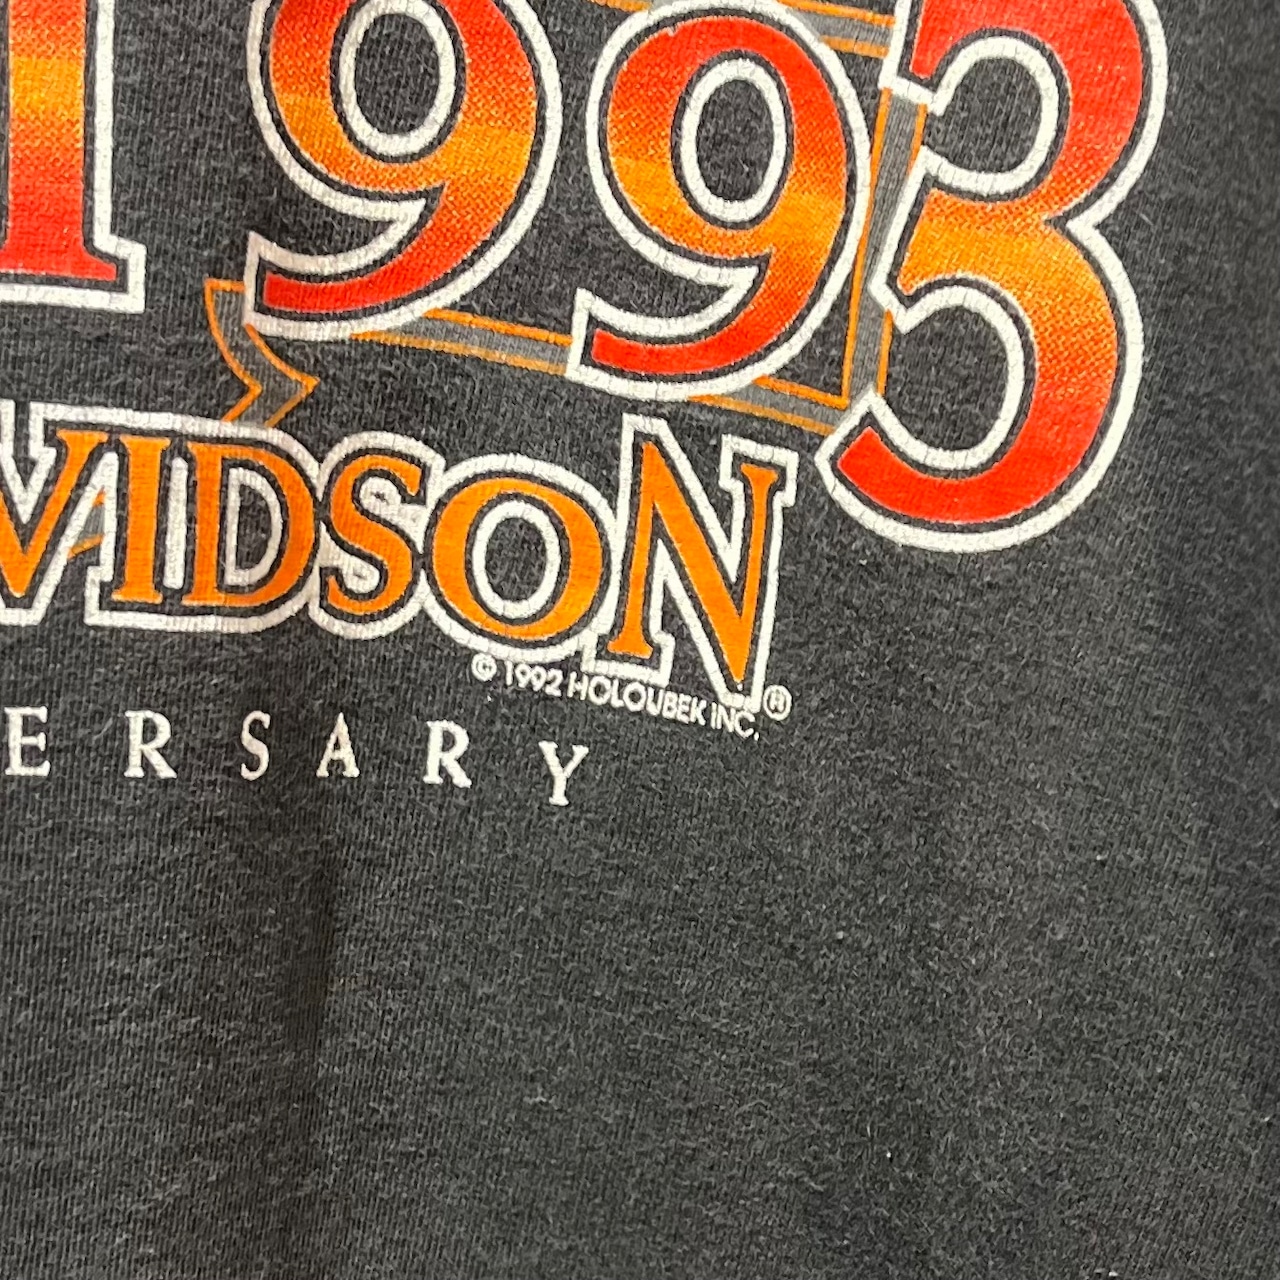 1993
VIDSON
® 
© 1992 HOLOUBEK INC.
ERSARY